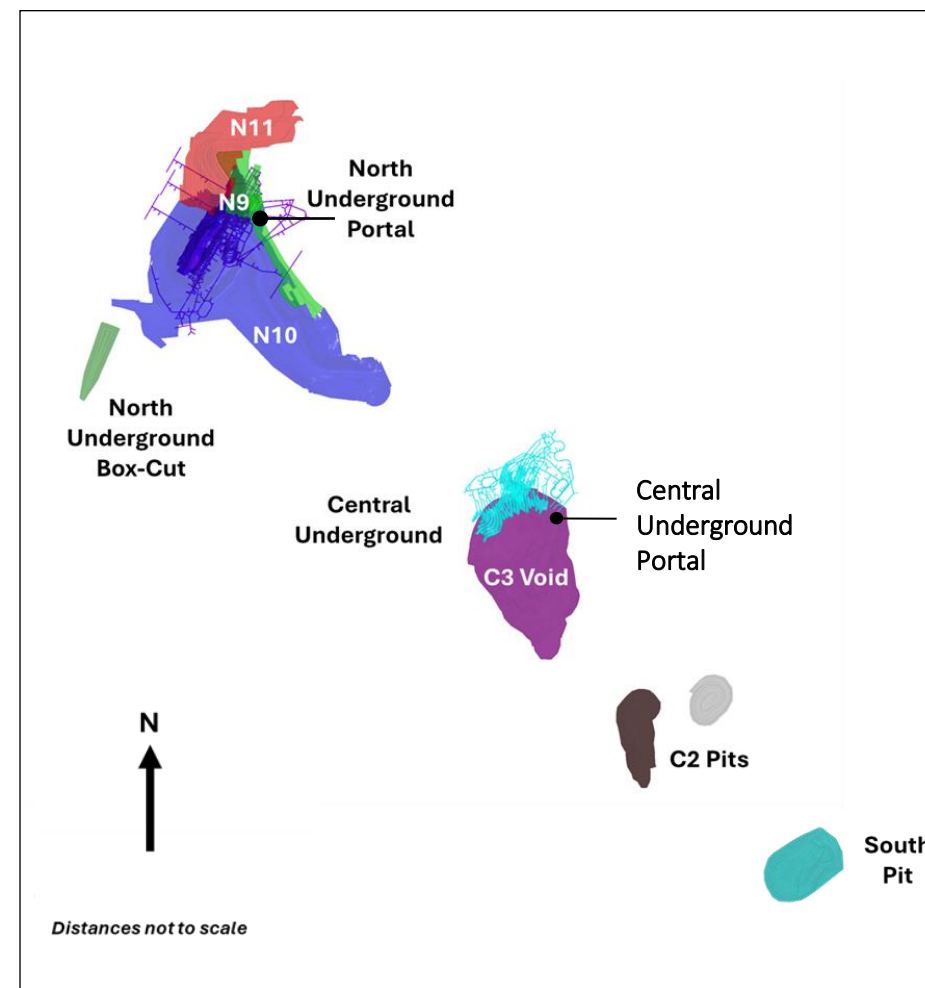 N11
North
Underground
Portal
N9
N10
North
Underground
Box-Cut
Central
Underground
Central
Underground
Portal
C3 Void
N
C2 Pits
South
Pit
Distances not to scale